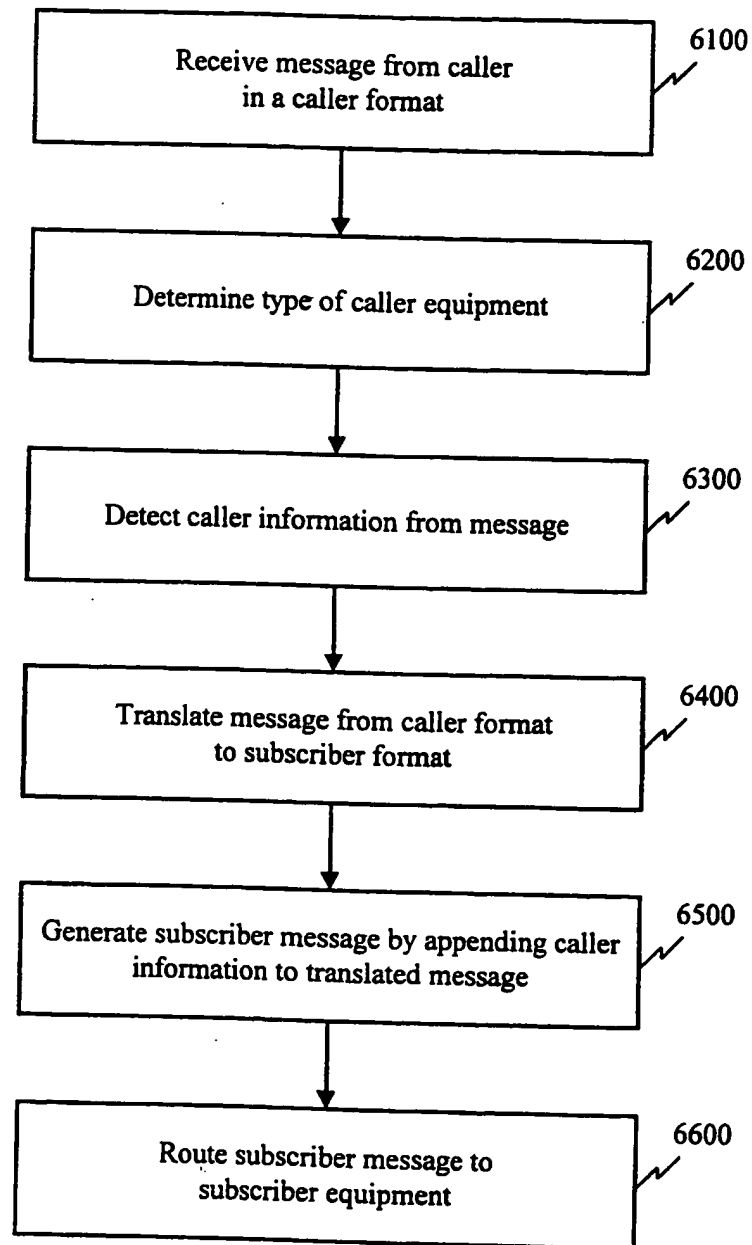 6100
Receive message from caller
in a caller format
6200
Determine type of caller equipment
6300
Detect caller information from message
6400
Translate message from caller format
to subscriber format
6500
Generate subscriber message by appending caller
information to translated message
6600
Route subscriber message to
subscriber equipment